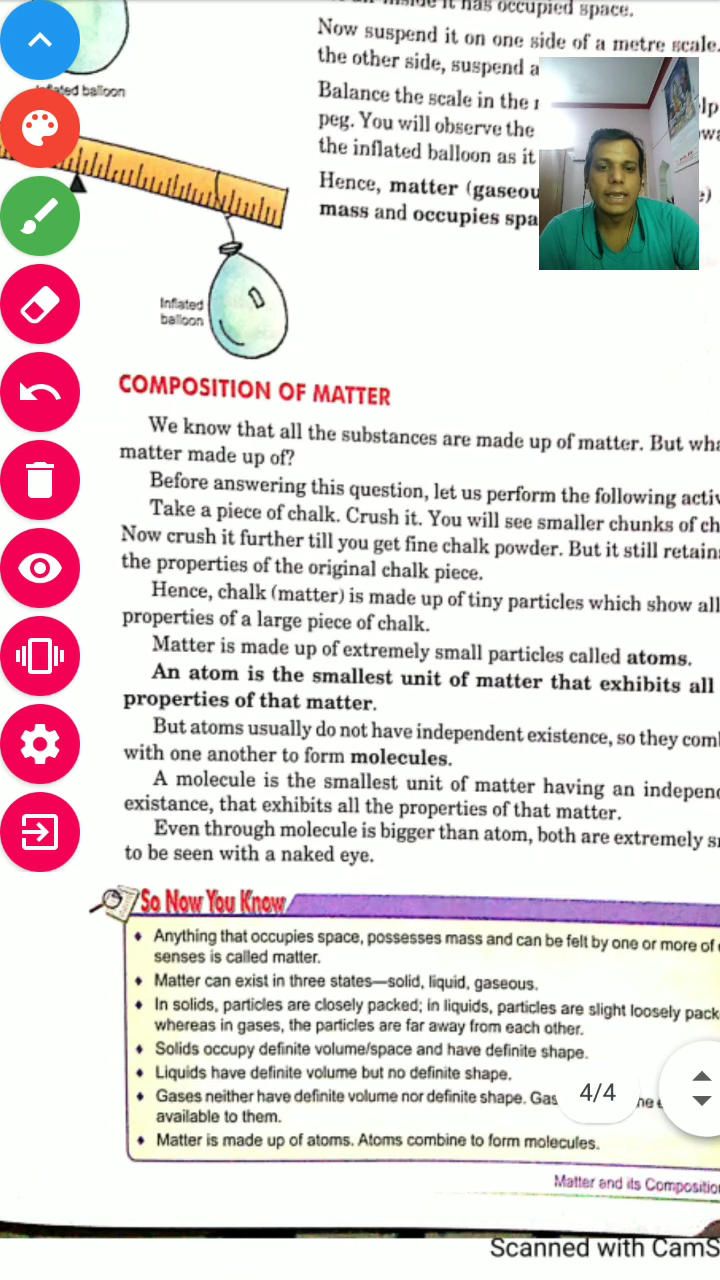 it has occupied space.
Now suspend it on one side of a metre scale.
the other side, suspend a
Inflated balloon
Balance the scale in the
peg. You will observe the
the inflated balloon as it
Hence, matter (gaseou
mass and occupies spa
Inflated
balloon
COMPOSITION OF MATTER
We know that all the substances are made up of matter. But wha
matter made up of?
Before answering this question, let us perform the following activ
Take a piece of chalk. Crush it. You will see smaller chunks of ch
Now crush it further till you get fine chalk powder. But it still retain
the properties of the original chalk piece.
Hence, chalk (matter) is made up of tiny particles which show all
properties of a large piece of chalk.
Matter is made up of extremely small particles called atoms.
An atom is the smallest unit of matter that exhibits all
properties of that matter.
But atoms usually do not have independent existence, so they com
with one another to form molecules.
A molecule is the smallest unit of matter having an independ
existance, that exhibits all the properties of that matter.
Even through molecule is bigger than atom, both are extremely s
to be seen with a naked eye.
So Now You Know
♦ Anything that occupies space, possesses mass and can be felt by one or more of
senses is called matter.
♦ Matter can exist in three states—solid, liquid, gaseous.
♦ In solids, particles are closely packed; in liquids, particles are slight loosely pack
whereas in gases, the particles are far away from each other.
♦ Solids occupy definite volume/space and have definite shape.
♦ Liquids have definite volume but no definite shape.
♦ Gases neither have definite volume nor definite shape. Gas
4/4
available to them.
♦ Matter is made up of atoms. Atoms combine to form molecules.
Matter and its Compositio
Scanned with CamS